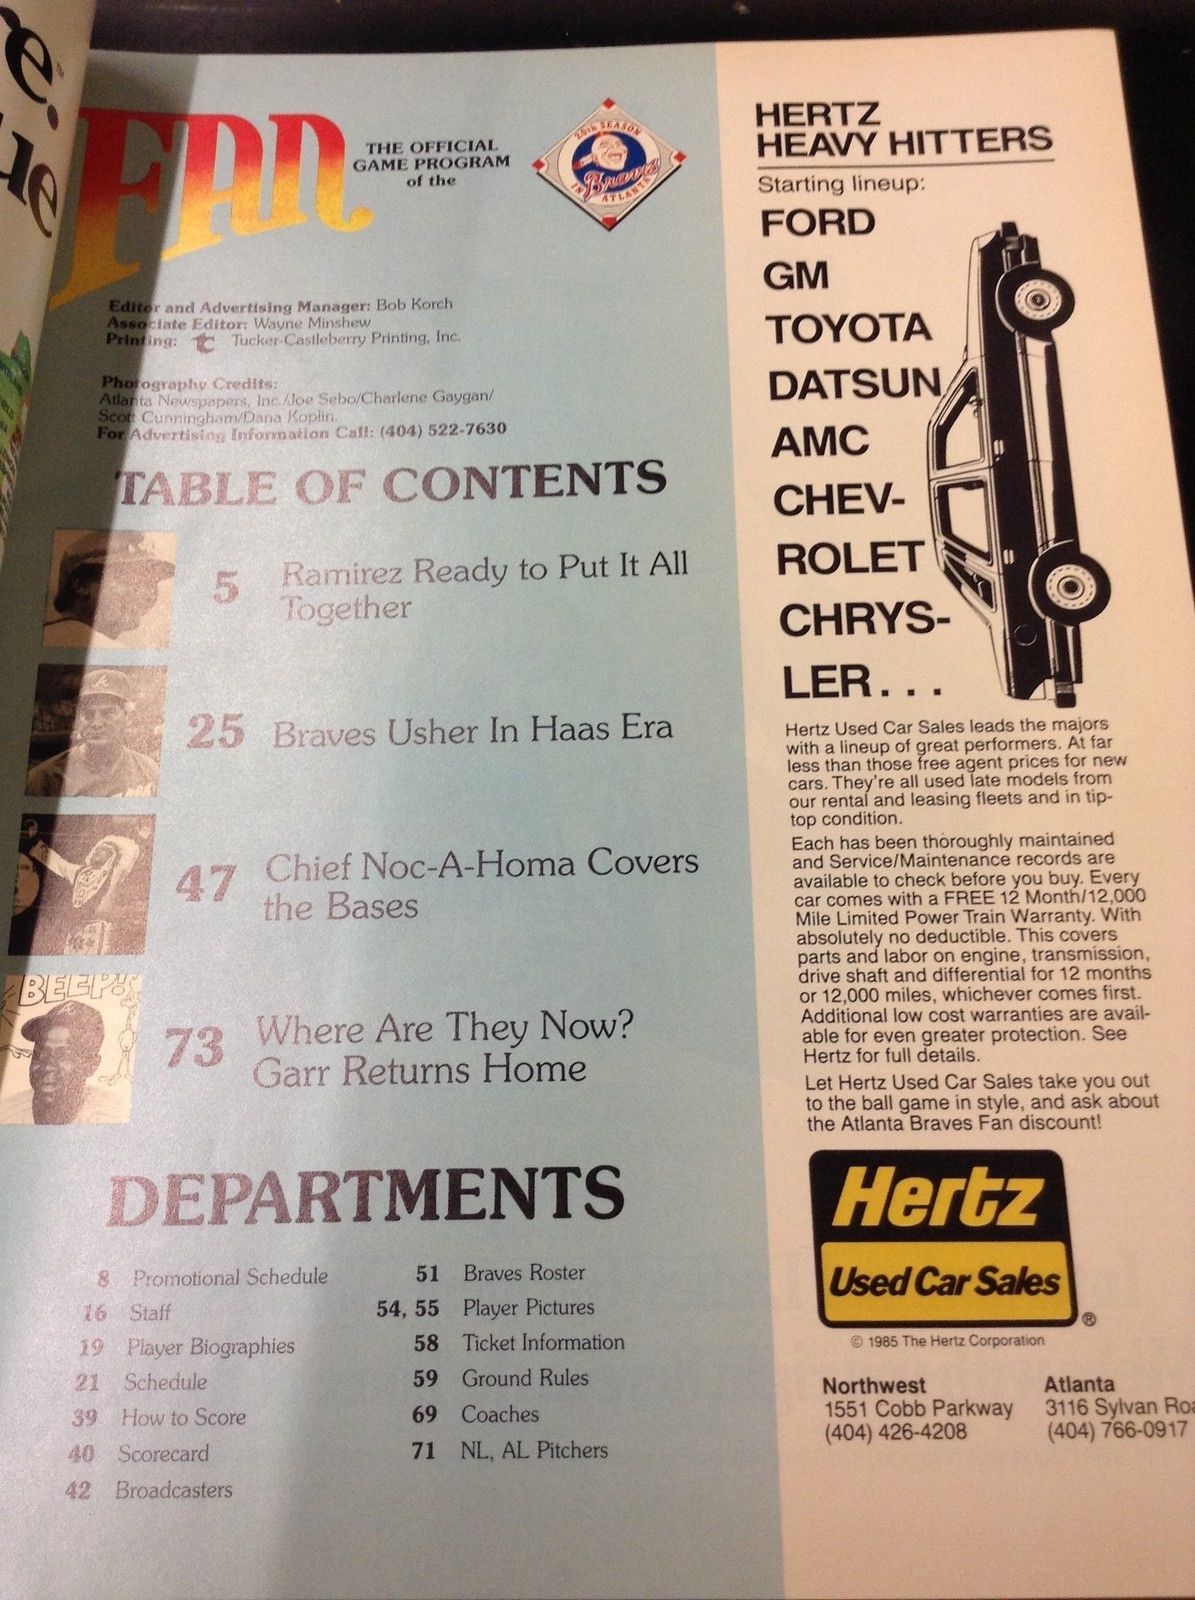 e.™
ue
FAN
THE OFFICIAL
GAME PROGRAM
of the
20th SEASON
Braves
IN ATLANTA
Editor and Advertising Manager: Bob Korch
Associate Editor: Wayne Minshew
Printing: tc Tucker-Castleberry Printing, Inc.
Photography Credits:
Atlanta Newspapers, Inc./Joe Sebo/Charlene Gaygan/
Scott Cunningham/Dana Koplin.
For Advertising Information Call: (404) 522-7630
TABLE OF CONTENTS
5 Ramirez Ready to Put It All
Together
25 Braves Usher In Haas Era
47 Chief Noc-A-Homa Covers
the Bases
BEEP!
73 Where Are They Now?
Garr Returns Home
DEPARTMENTS
8 Promotional Schedule
16 Staff
19 Player Biographies
21 Schedule
39 How to Score
40 Scorecard
42 Broadcasters
51 Braves Roster
54, 55 Player Pictures
58 Ticket Information
59 Ground Rules
69 Coaches
71 NL, AL Pitchers
HERTZ
HEAVY HITTERS
Starting lineup:
FORD
GM
TOYOTA
DATSUN
AMC
CHEV-
ROLET
CHRYS-
LER...
Hertz Used Car Sales leads the majors
with a lineup of great performers. At far
less than those free agent prices for new
cars. They're all used late models from
our rental and leasing fleets and in tip-
top condition.
Each has been thoroughly maintained
and Service/Maintenance records are
available to check before you buy. Every
car comes with a FREE 12 Month/12,000
Mile Limited Power Train Warranty. With
absolutely no deductible. This covers
parts and labor on engine, transmission,
drive shaft and differential for 12 months
or 12,000 miles, whichever comes first.
Additional low cost warranties are avail-
able for even greater protection. See
Hertz for full details.
Let Hertz Used Car Sales take you out
to the ball game in style, and ask about
the Atlanta Braves Fan discount!
Hertz
Used Car Sales
®
© 1985 The Hertz Corporation
Northwest
1551 Cobb Parkway
(404) 426-4208
Atlanta
3116 Sylvan Roa
(404) 766-0917